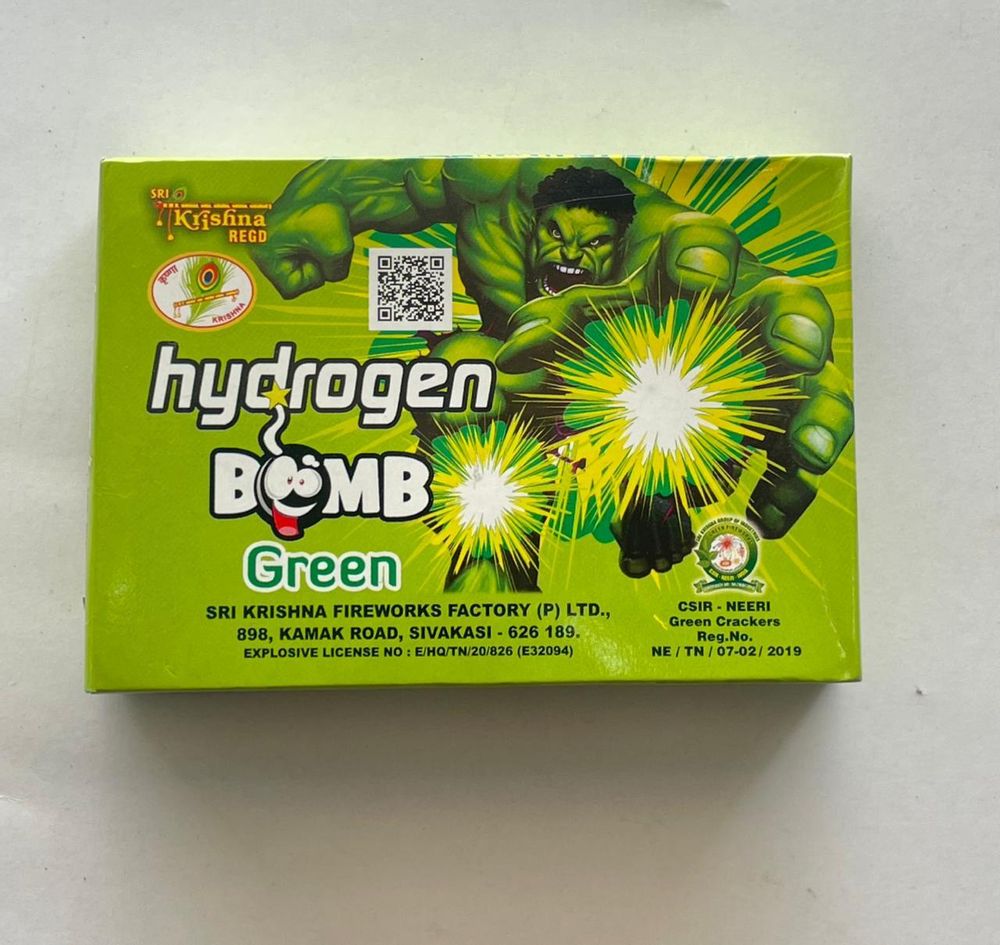 SRI
Krishna
REGD
KRISHNA
hydrogen
BOMB
Green
SRI KRISHNA FIREWORKS FACTORY (P) LTD.,
898, KAMAK ROAD, SIVAKASI - 626 189.
EXPLOSIVE LICENSE NO : E/HQ/TN/20/826 (E32094)
CSIR - NEERI
Green Crackers
Reg.No.
NE / TN / 07-02 / 2019